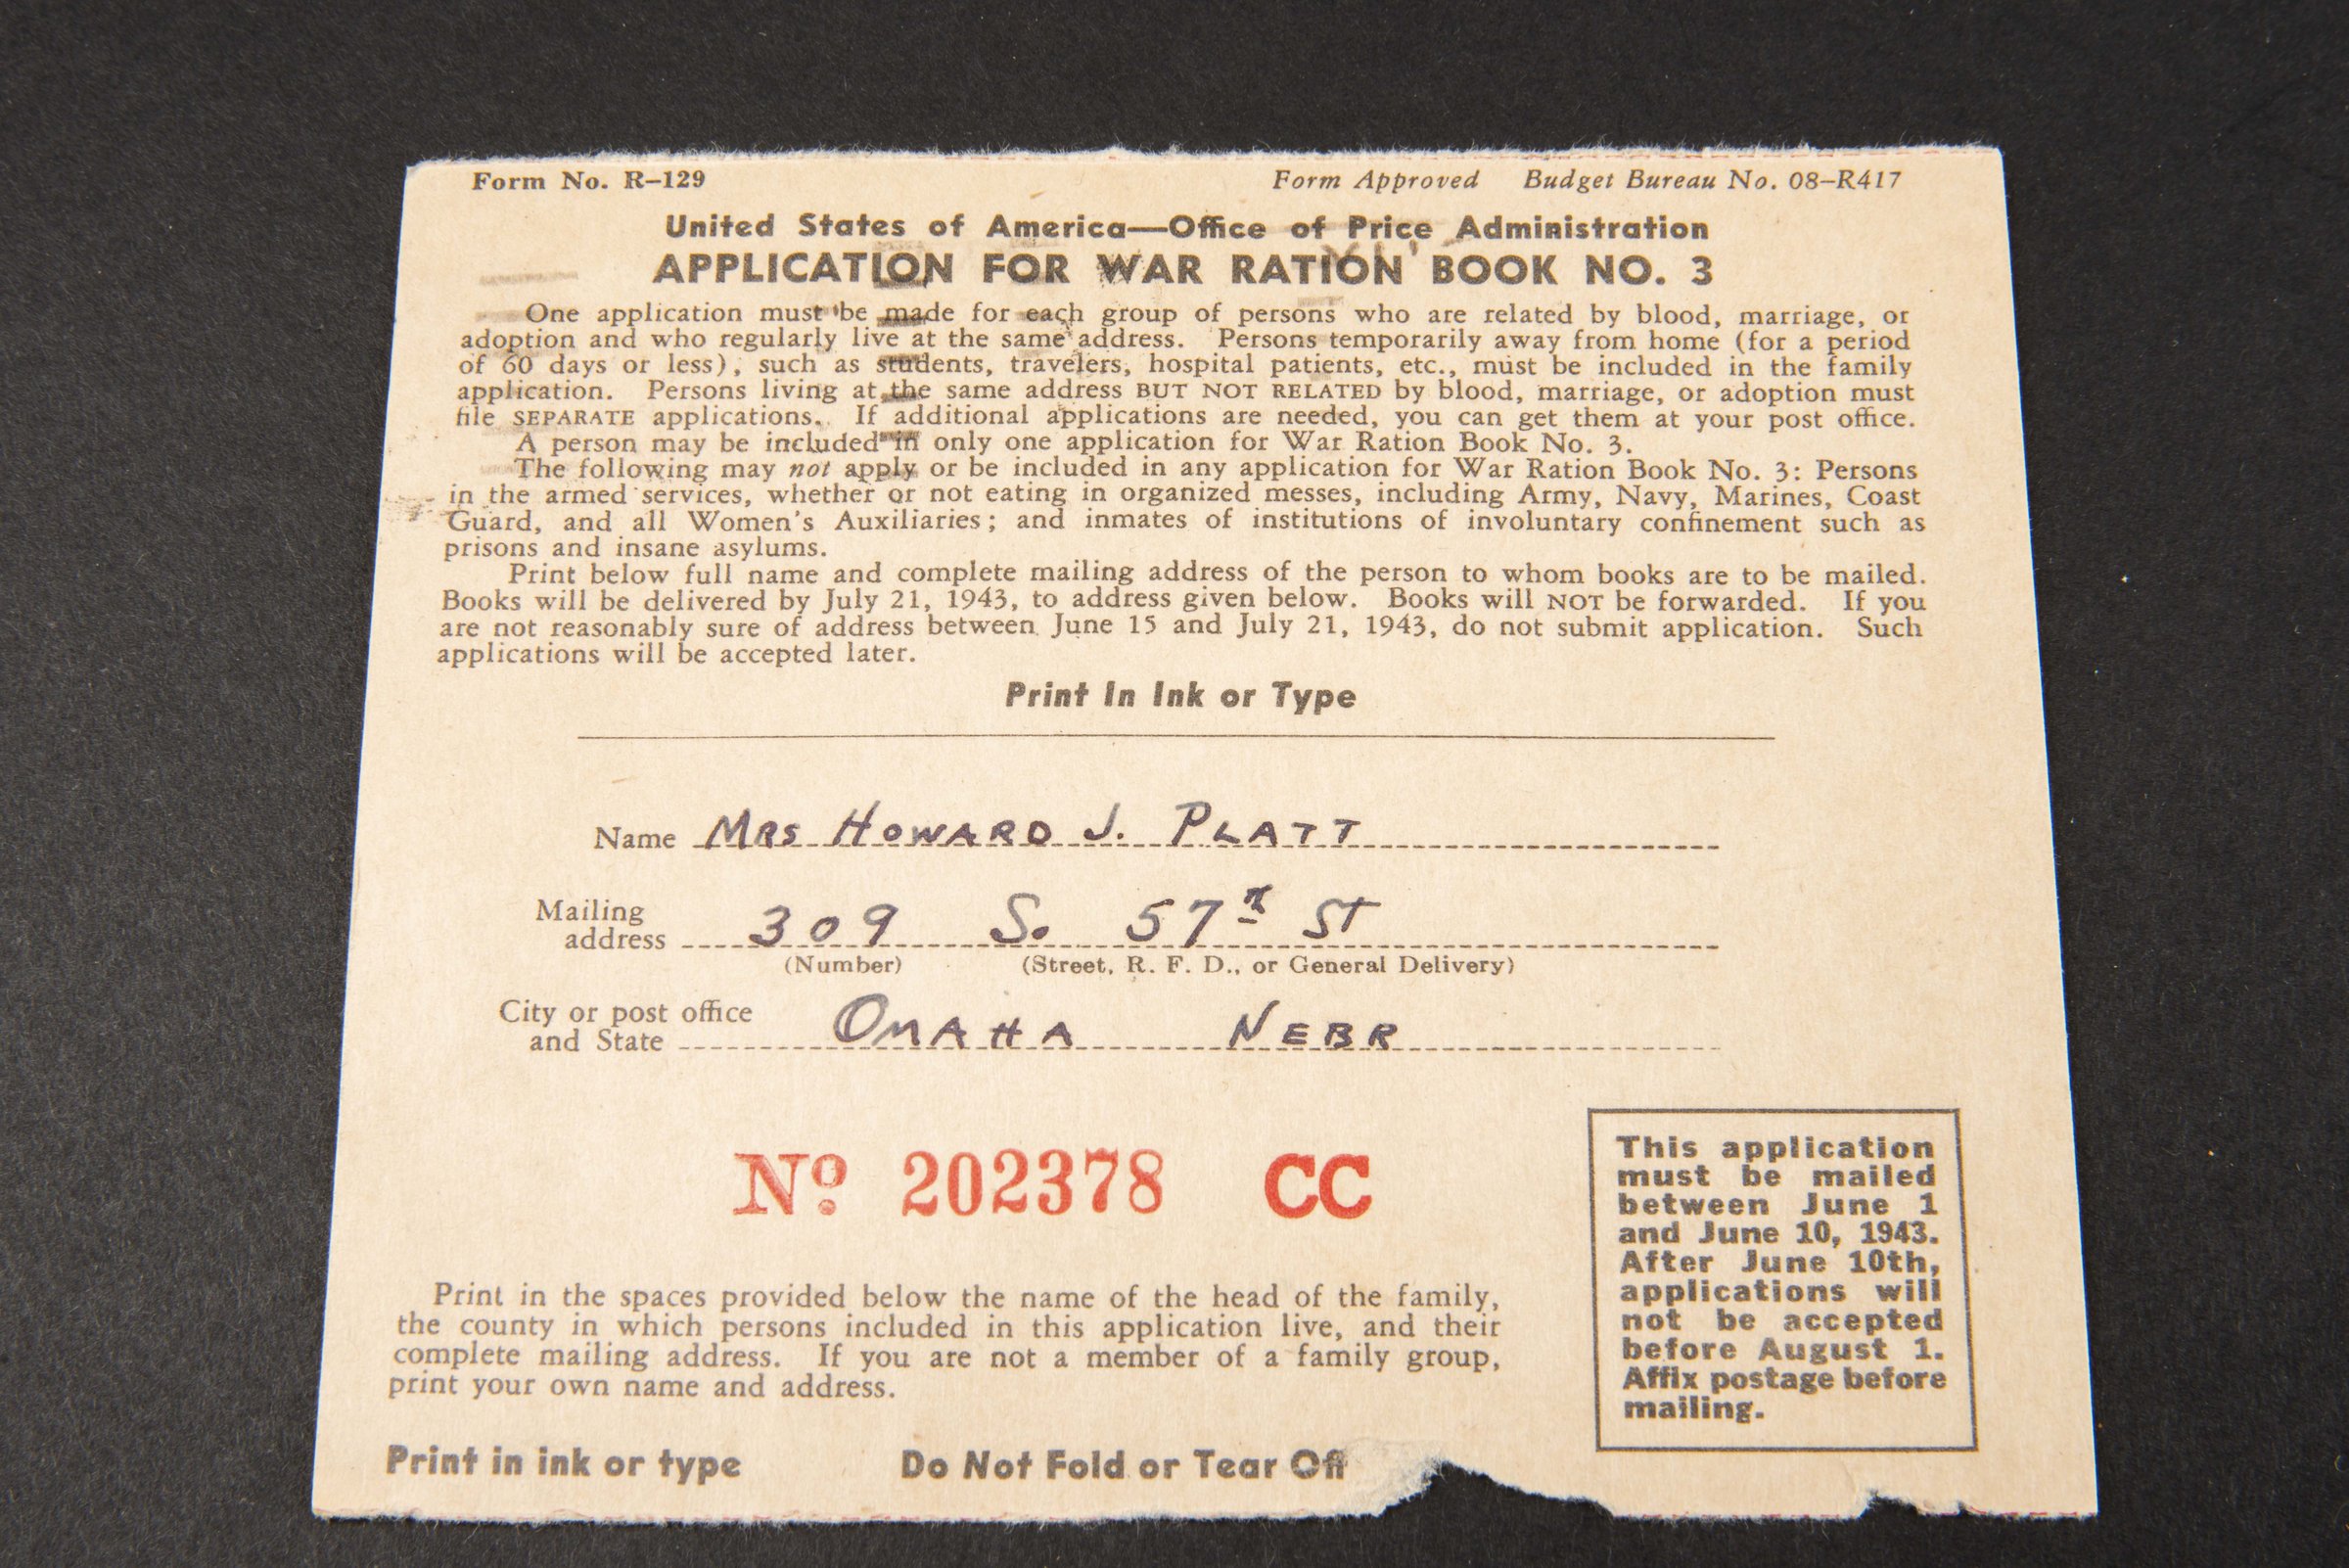 Form No. R–129 Form Approved Budget Bureau No. 08–R417
United States of America—Office of Price Administration
APPLICATION FOR WAR RATION BOOK NO. 3
One application must be made for each group of persons who are related by blood, marriage, or
adoption and who regularly live at the same address. Persons temporarily away from home (for a period
of 60 days or less), such as students, travelers, hospital patients, etc., must be included in the family
application. Persons living at the same address BUT NOT RELATED by blood, marriage, or adoption must
file SEPARATE applications. If additional applications are needed, you can get them at your post office.
A person may be included in only one application for War Ration Book No. 3.
The following may not apply or be included in any application for War Ration Book No. 3: Persons
in the armed services, whether or not eating in organized messes, including Army, Navy, Marines, Coast
Guard, and all Women's Auxiliaries; and inmates of institutions of involuntary confinement such as
prisons and insane asylums.
Print below full name and complete mailing address of the person to whom books are to be mailed.
Books will be delivered by July 21, 1943, to address given below. Books will NOT be forwarded. If you
are not reasonably sure of address between June 15 and July 21, 1943, do not submit application. Such
applications will be accepted later.
Print In Ink or Type
Name MRS HOWARD J. PLATT
Mailing
address 309 S. 57 ST
(Number) (Street, R. F. D., or General Delivery)
City or post office
and State OMAHA NEBR
No 202378 CC
Print in the spaces provided below the name of the head of the family,
the county in which persons included in this application live, and their
complete mailing address. If you are not a member of a family group,
print your own name and address.
Print in ink or type Do Not Fold or Tear Off
This application
must be mailed
between June 1
and June 10, 1943.
After June 10th,
applications will
not be accepted
before August 1.
Affix postage before
mailing.